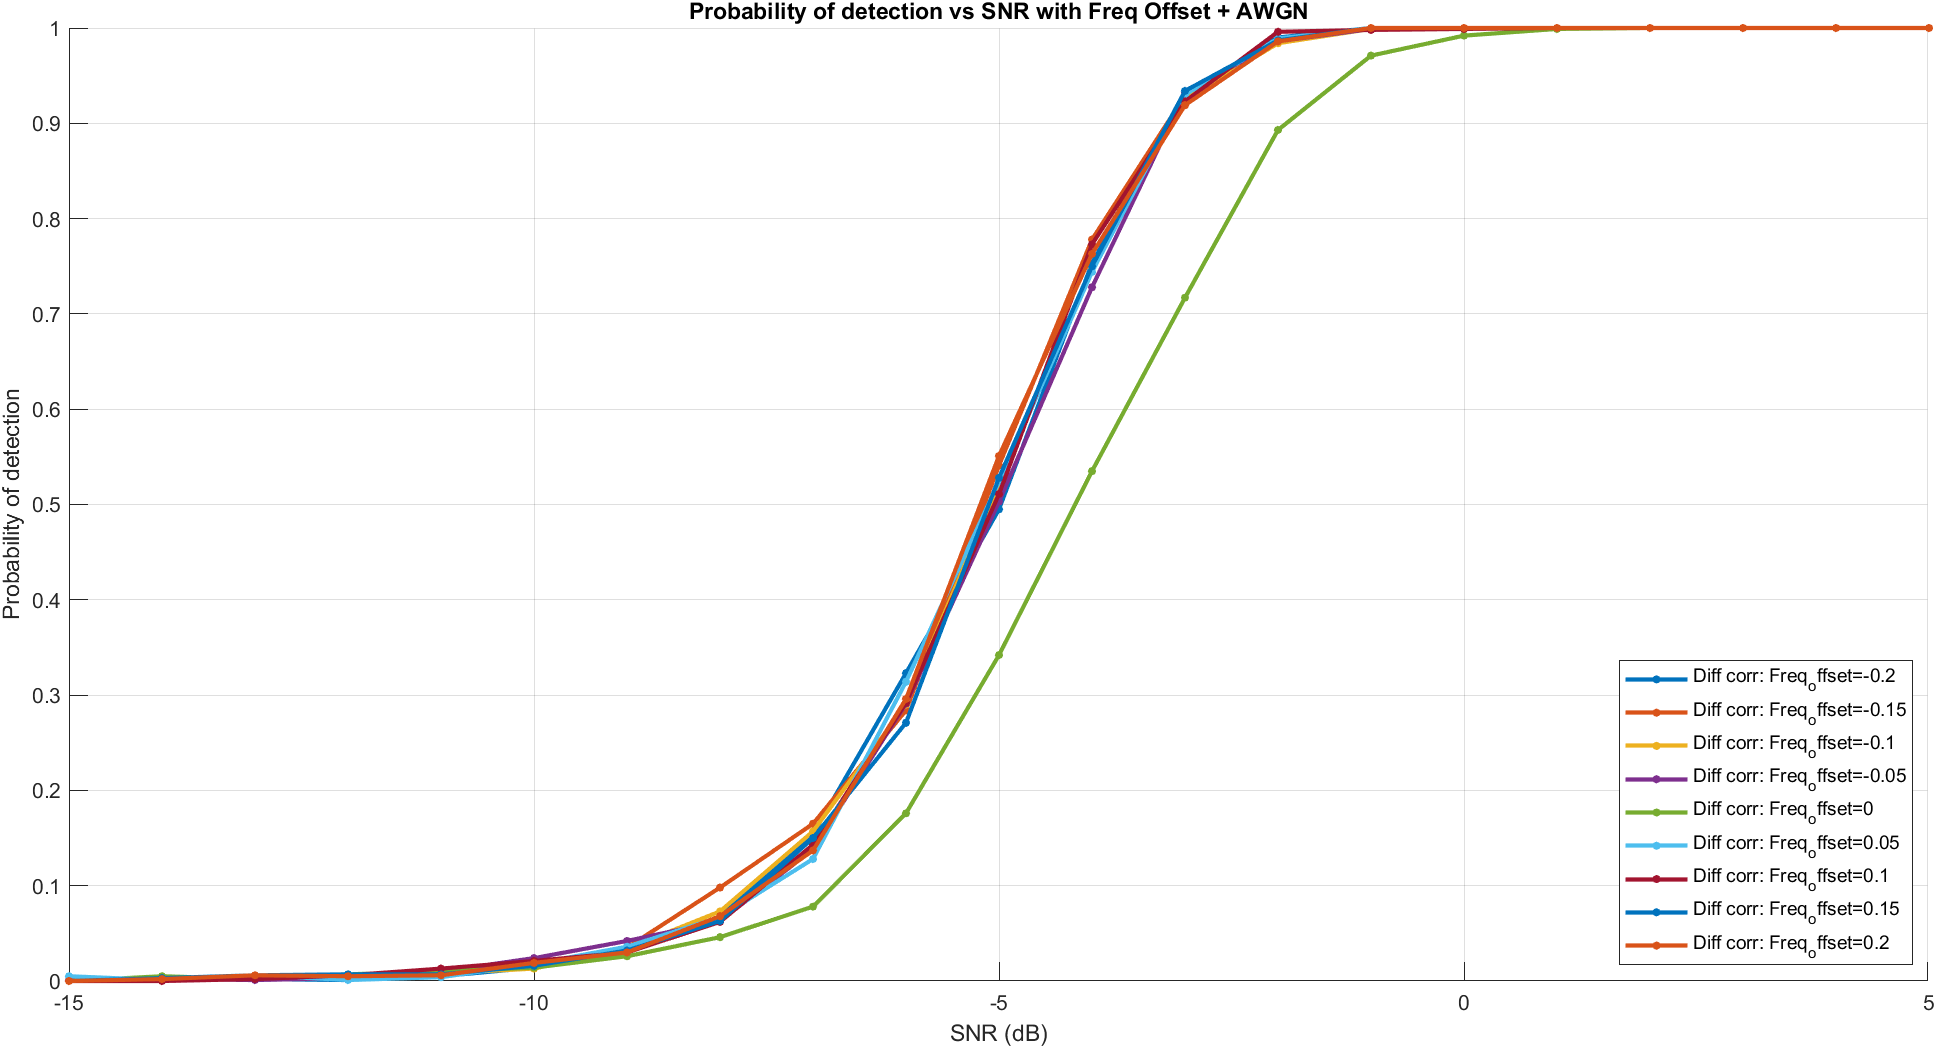 Probability of detection vs SNR with Freq Offset + AWGN
1
0.9
0.8
0.7
0.6
0.5
0.4
0.3
0.2
0.1
0
Probability of detection
-15
-10
-5
0
5
SNR (dB)
Diff corr: Freqoffset=-0.2
Diff corr: Freqoffset=-0.15
Diff corr: Freqoffset=-0.1
Diff corr: Freqoffset=-0.05
Diff corr: Freqoffset=0
Diff corr: Freqoffset=0.05
Diff corr: Freqoffset=0.1
Diff corr: Freqoffset=0.15
Diff corr: Freqoffset=0.2